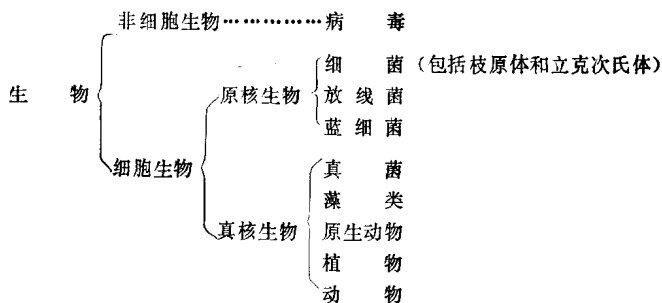 非细胞生物……………病毒
细菌(包括枝原体和立克次氏体)
生物
原核生物
放线菌
蓝细菌
细胞生物
真菌
藻类
真核生物
原生动物
植物
动物